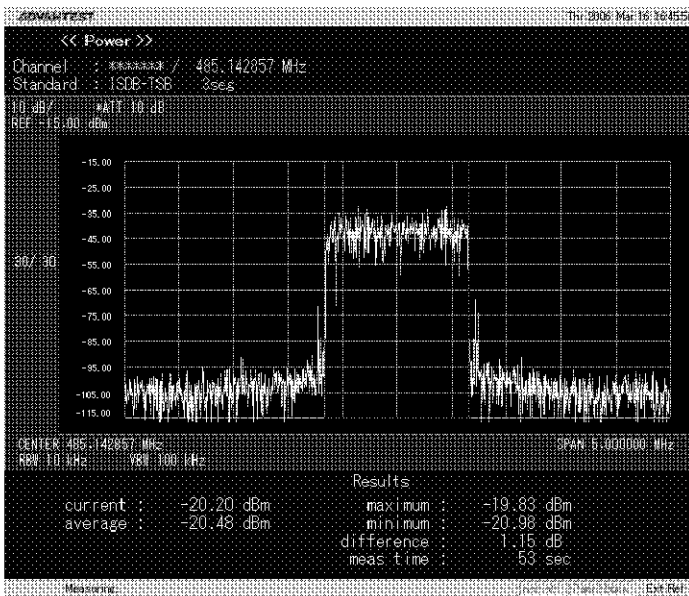 ADVANTEST Thr 2006 Mar 16 16:45:5
<< Power >>
Channel : ******* / 485.142857 MHz
Standard : ISDB-TSB 3seg
10 dB/ *ATT 10 dB
REF -15.00 dBm
-15.00
-25.00
-35.00
-45.00
30/ 30
-55.00
-65.00
-75.00
-85.00
-95.00
-105.00
-115.00
CENTER 485.142857 MHz SPAN 5.000000 MHz
RBW 10 kHz VBW 100 kHz
Results
current : -20.20 dBm maximum : -19.83 dBm
average : -20.48 dBm minimum : -20.98 dBm
difference : 1.15 dB
meas time : 53 sec
Measuring. Ext Ref